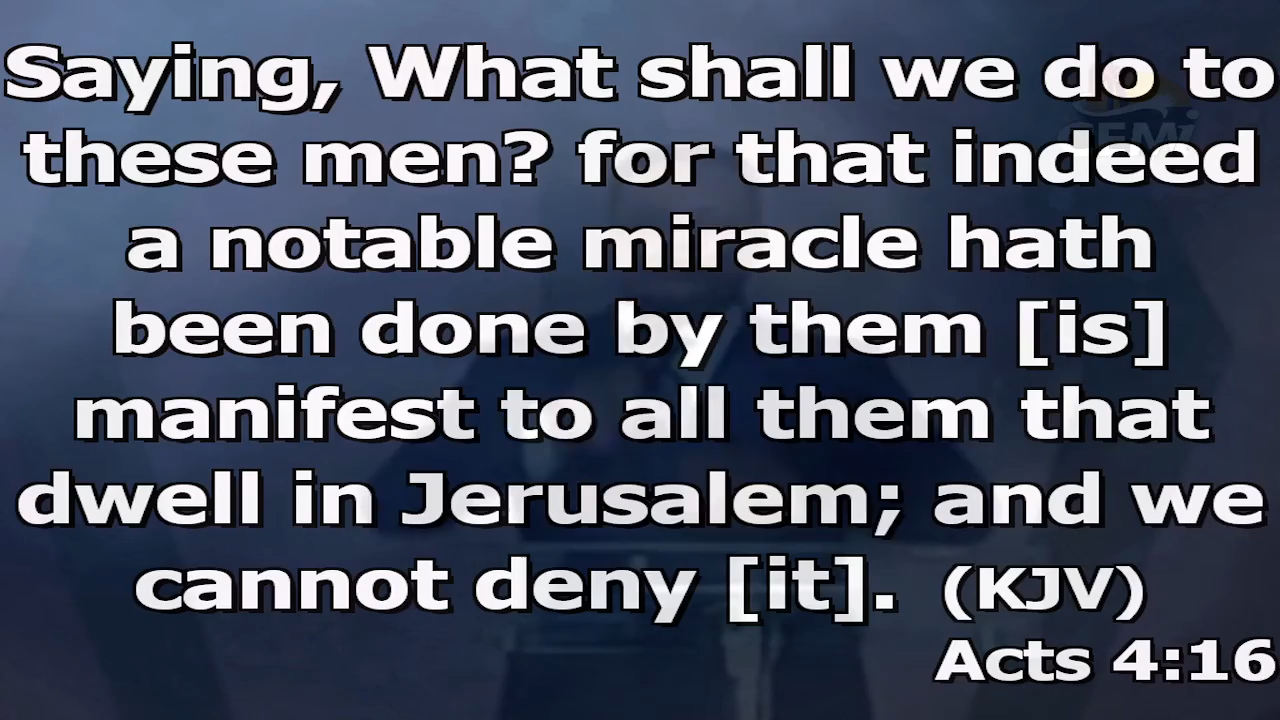 Saying, What shall we do to
these men? for that indeed
a notable miracle hath
been done by them [is]
manifest to all them that
dwell in Jerusalem; and we
cannot deny [it]. (KJV)
Acts 4:16
CEMi